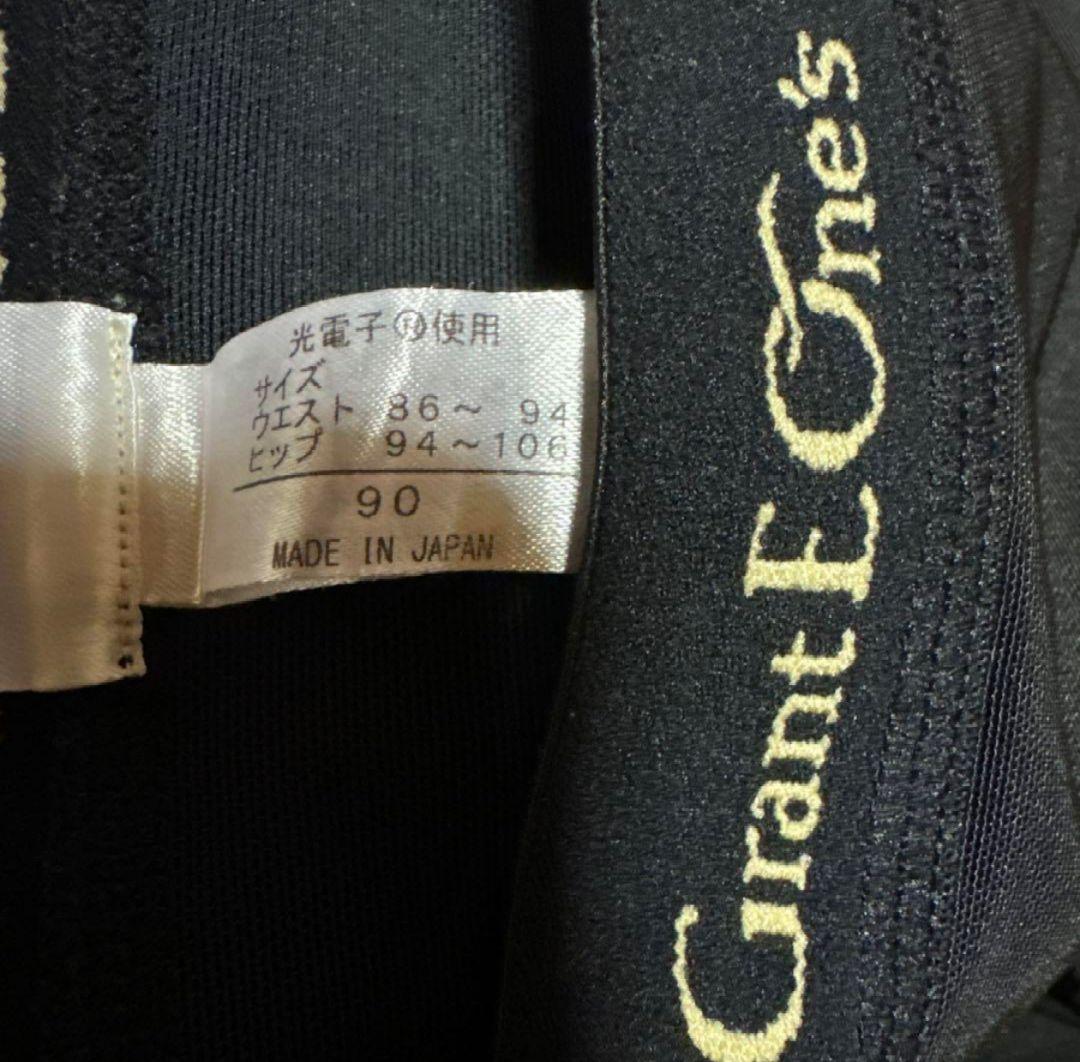 光電子®使用
サイズ
ウエスト 86～ 94
ヒップ 94～106
90
MADE IN JAPAN
Grant E One's